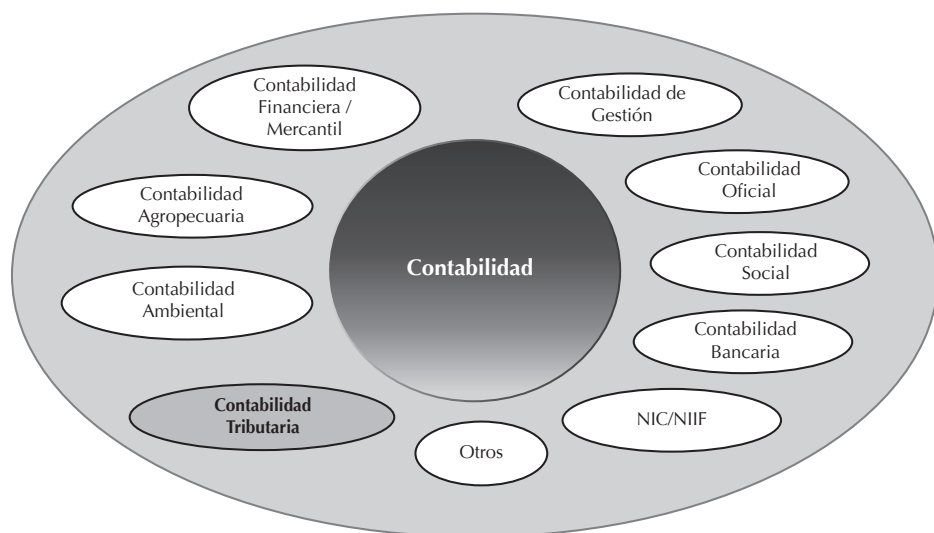 Contabilidad
Financiera /
Mercantil
Contabilidad de
Gestión
Contabilidad
Oficial
Contabilidad
Agropecuaria
Contabilidad
Social
Contabilidad
Contabilidad
Ambiental
Contabilidad
Bancaria
Contabilidad
Tributaria
NIC/NIIF
Otros